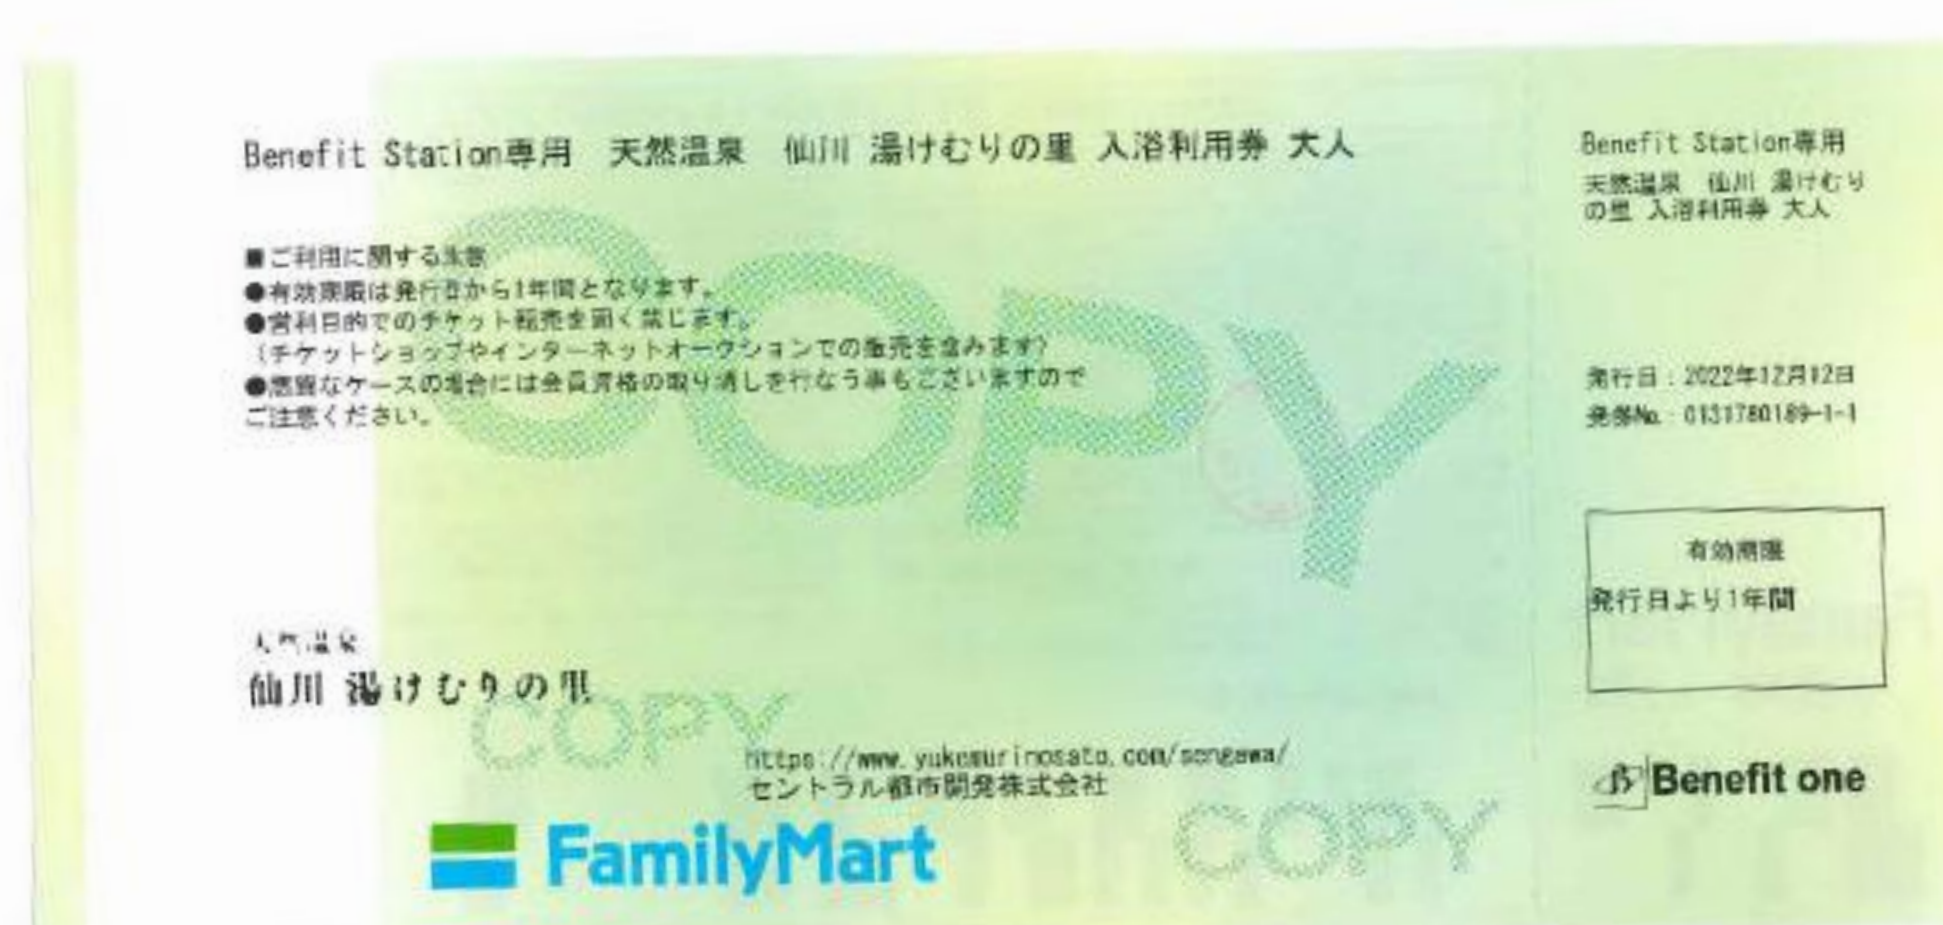 Benefit Station専用　天然温泉　仙川 湯けむりの里 入浴利用券 大人
■ご利用に関する注意
●有効期限は発行日から1年間となります。
●営利目的でのチケット転売を固く禁じます。
（チケットショップやインターネットオークションでの販売を含みます）
●悪質なケースの場合には会員資格の取り消しを行なう事もございますので
ご注意ください。
COPY
天然温泉
仙川 湯けむりの里
COPY
https://www.yukemurinosato.com/sengawa/
セントラル都市開発株式会社
FamilyMart
COPY
Benefit Station専用
天然温泉　仙川 湯けむり
の里 入浴利用券 大人
発行日：2022年12月12日
発券No. 0131780189-1-1
有効期限
発行日より1年間
Benefit one